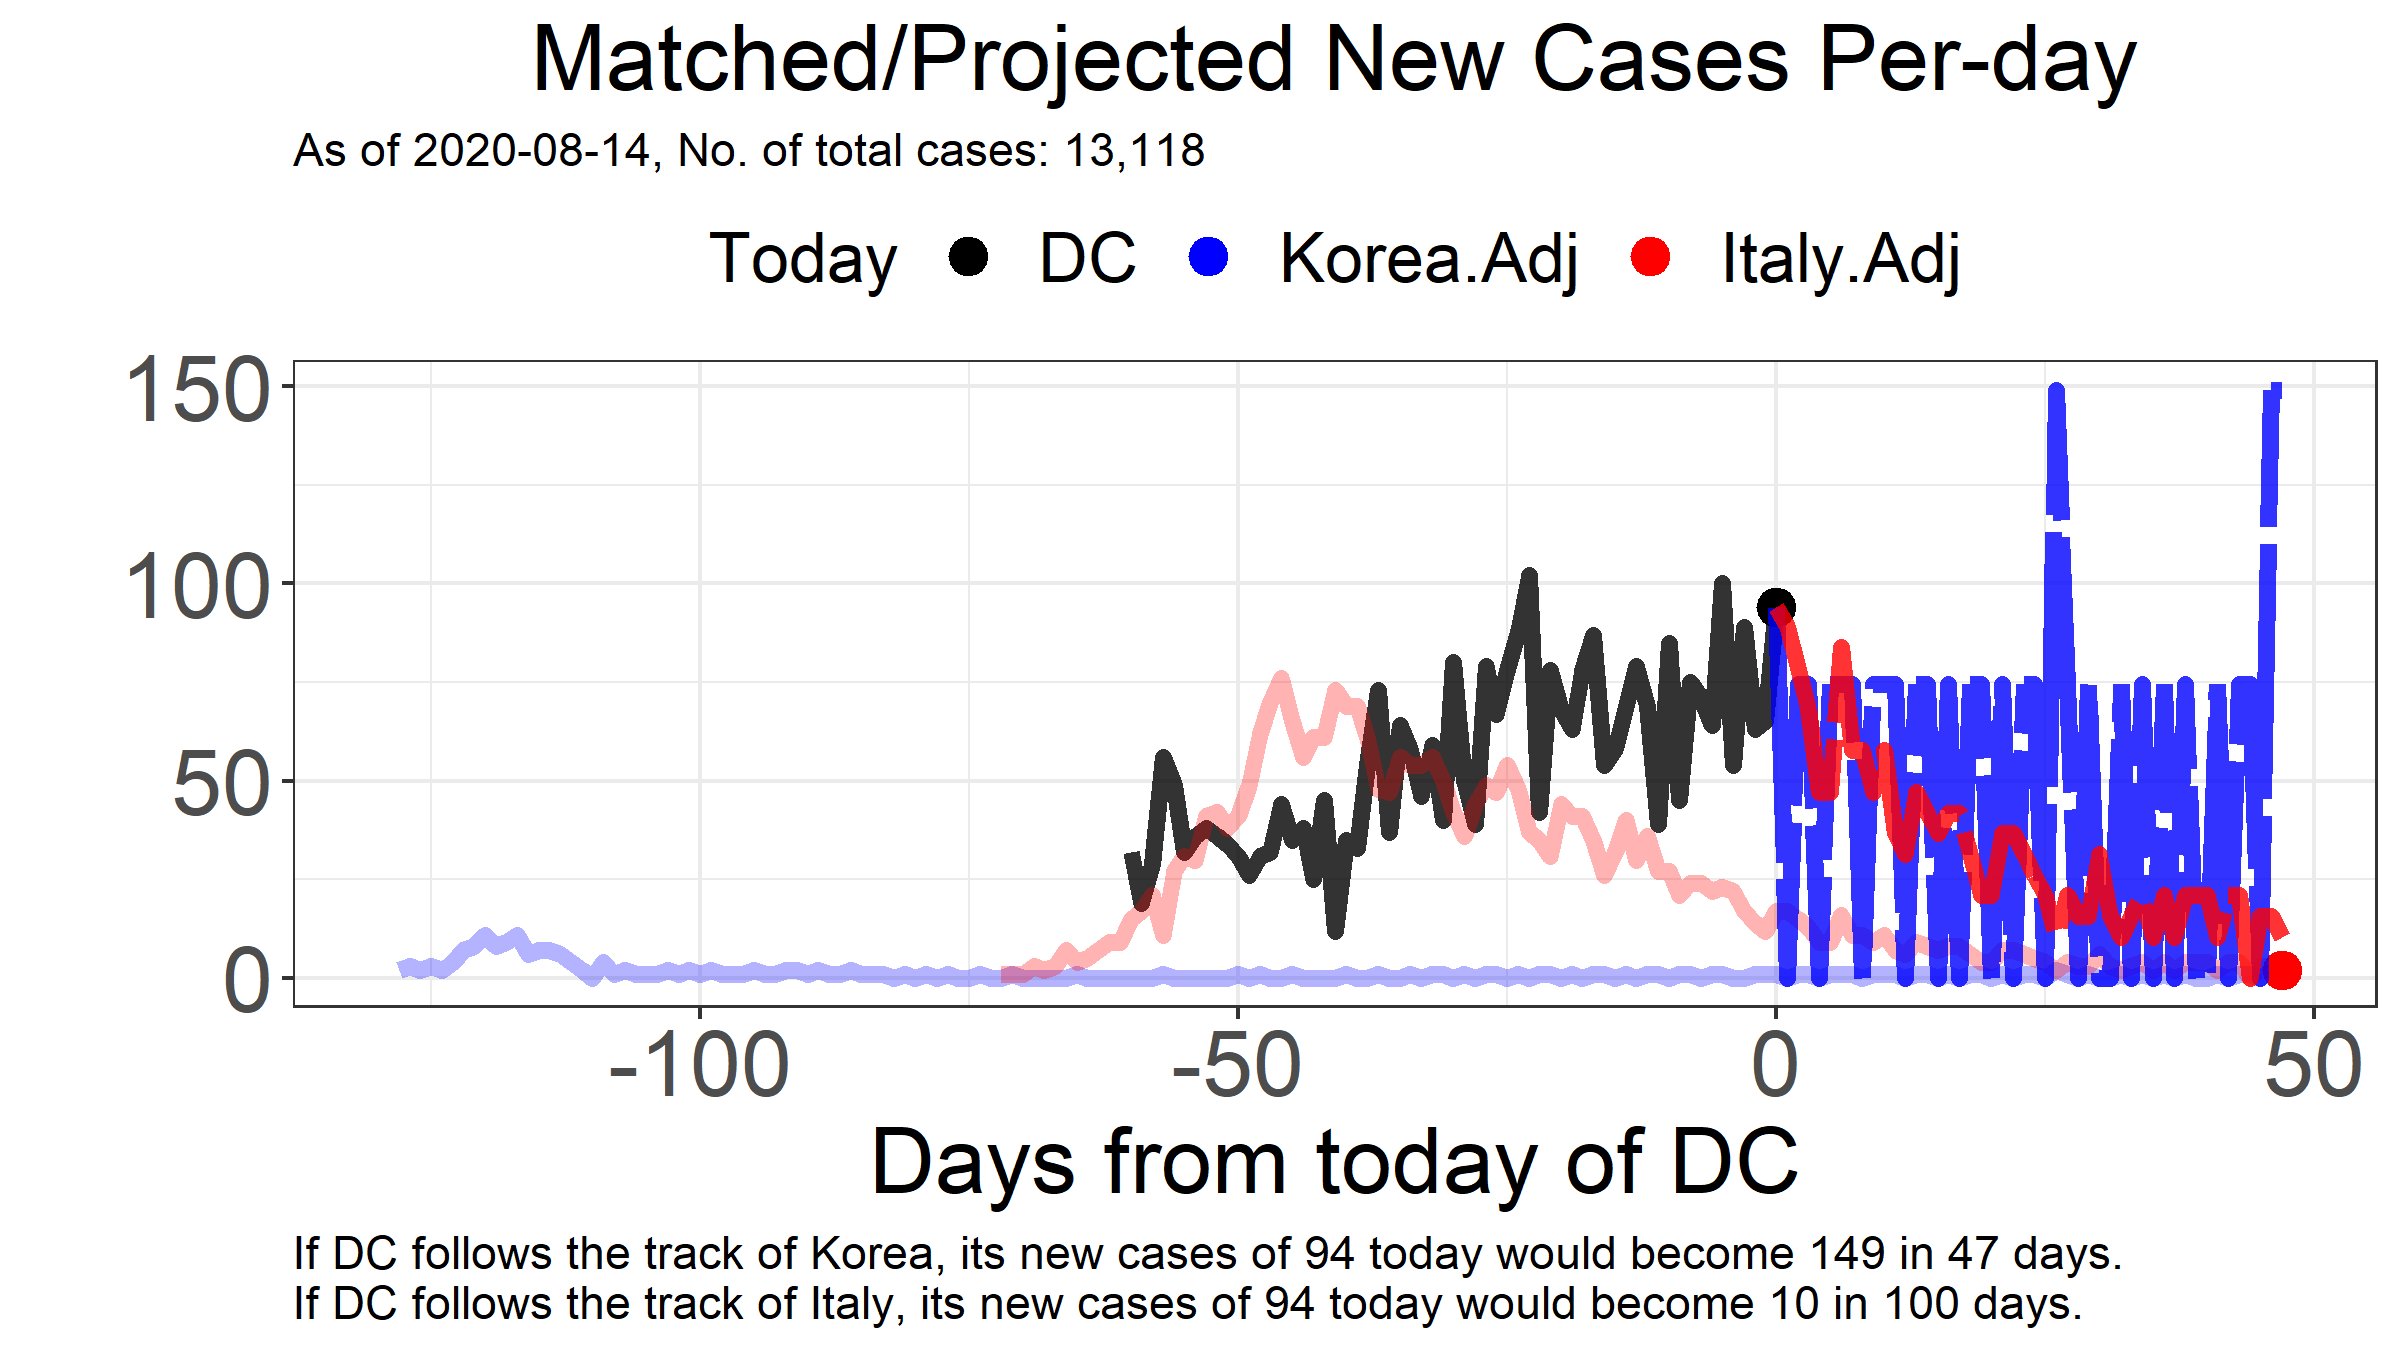 Matched/Projected New Cases Per-day
As of 2020-08-14, No. of total cases: 13,118
Today DC Korea.Adj Italy.Adj
150
100
50
0
-100 -50 0 50
Days from today of DC
If DC follows the track of Korea, its new cases of 94 today would become 149 in 47 days.
If DC follows the track of Italy, its new cases of 94 today would become 10 in 100 days.